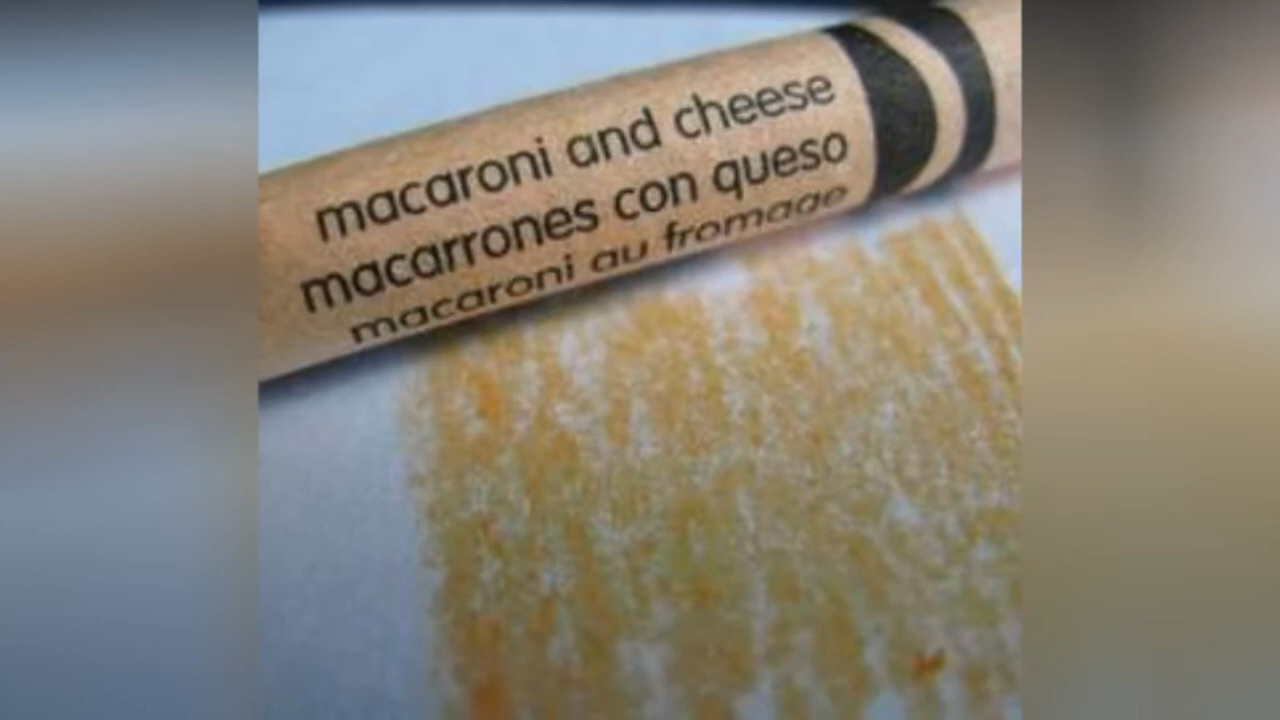 macaroni and cheese
macarrones con queso
macaroni au fromage